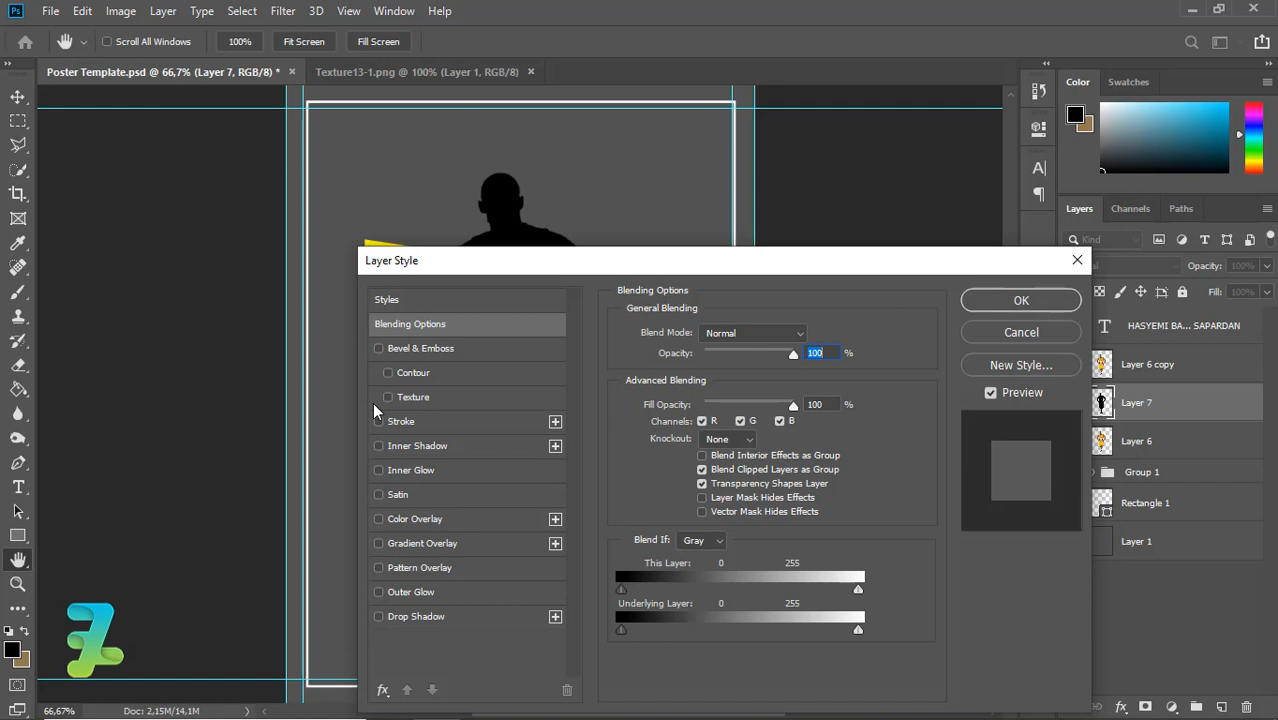 Ps File Edit Image Layer Type Select Filter 3D View Window Help
Scroll All Windows 100% Fit Screen Fill Screen
Poster Template.psd @ 66,7% (Layer 7, RGB/8) * × Texture13-1.png @ 100% (Layer 1, RGB/8) ×
Color Swatches
Layers Channels Paths
Kind
Opacity: 100%
Fill: 100%
HASYEMI BA... SAPARDAN
Layer 6 copy
Layer 7
Layer 6
Group 1
Rectangle 1
Layer 1
Layer Style
Styles
Blending Options
Bevel & Emboss
Contour
Texture
Stroke
Inner Shadow
Inner Glow
Satin
Color Overlay
Gradient Overlay
Pattern Overlay
Outer Glow
Drop Shadow
fx
Blending Options
General Blending
Blend Mode: Normal
Opacity: 100 %
Advanced Blending
Fill Opacity: 100 %
Channels: R G B
Knockout: None
Blend Interior Effects as Group
Blend Clipped Layers as Group
Transparency Shapes Layer
Layer Mask Hides Effects
Vector Mask Hides Effects
Blend If: Gray
This Layer: 0 255
Underlying Layer: 0 255
OK
Cancel
New Style...
Preview
66,67% Doc: 2,15M/14,1M
fx